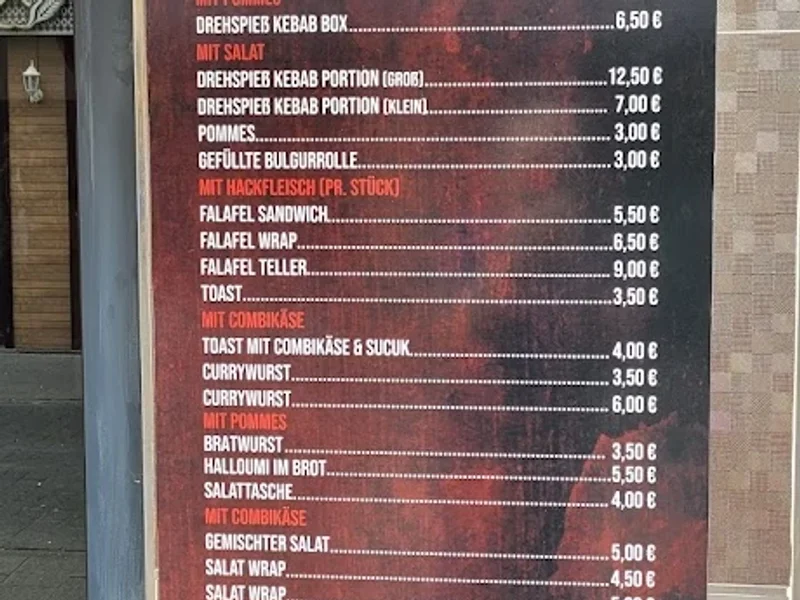 MIT POMMES
DREHSPIEß KEBAB BOX 6,50 €
MIT SALAT
DREHSPIEß KEBAB PORTION (GROß) 12,50 €
DREHSPIEß KEBAB PORTION (KLEIN) 7,00 €
POMMES 3,00 €
GEFÜLLTE BULGURROLLE 3,00 €
MIT HACKFLEISCH (PR. STÜCK)
FALAFEL SANDWICH 5,50 €
FALAFEL WRAP 6,50 €
FALAFEL TELLER 9,00 €
TOAST 3,50 €
MIT COMBIKÄSE
TOAST MIT COMBIKÄSE & SUCUK 4,00 €
CURRYWURST 3,50 €
CURRYWURST 6,00 €
MIT POMMES
BRATWURST 3,50 €
HALLOUMI IM BROT 5,50 €
SALATTASCHE 4,00 €
MIT COMBIKÄSE
GEMISCHTER SALAT 5,00 €
SALAT WRAP 4,50 €
SALAT WRAP